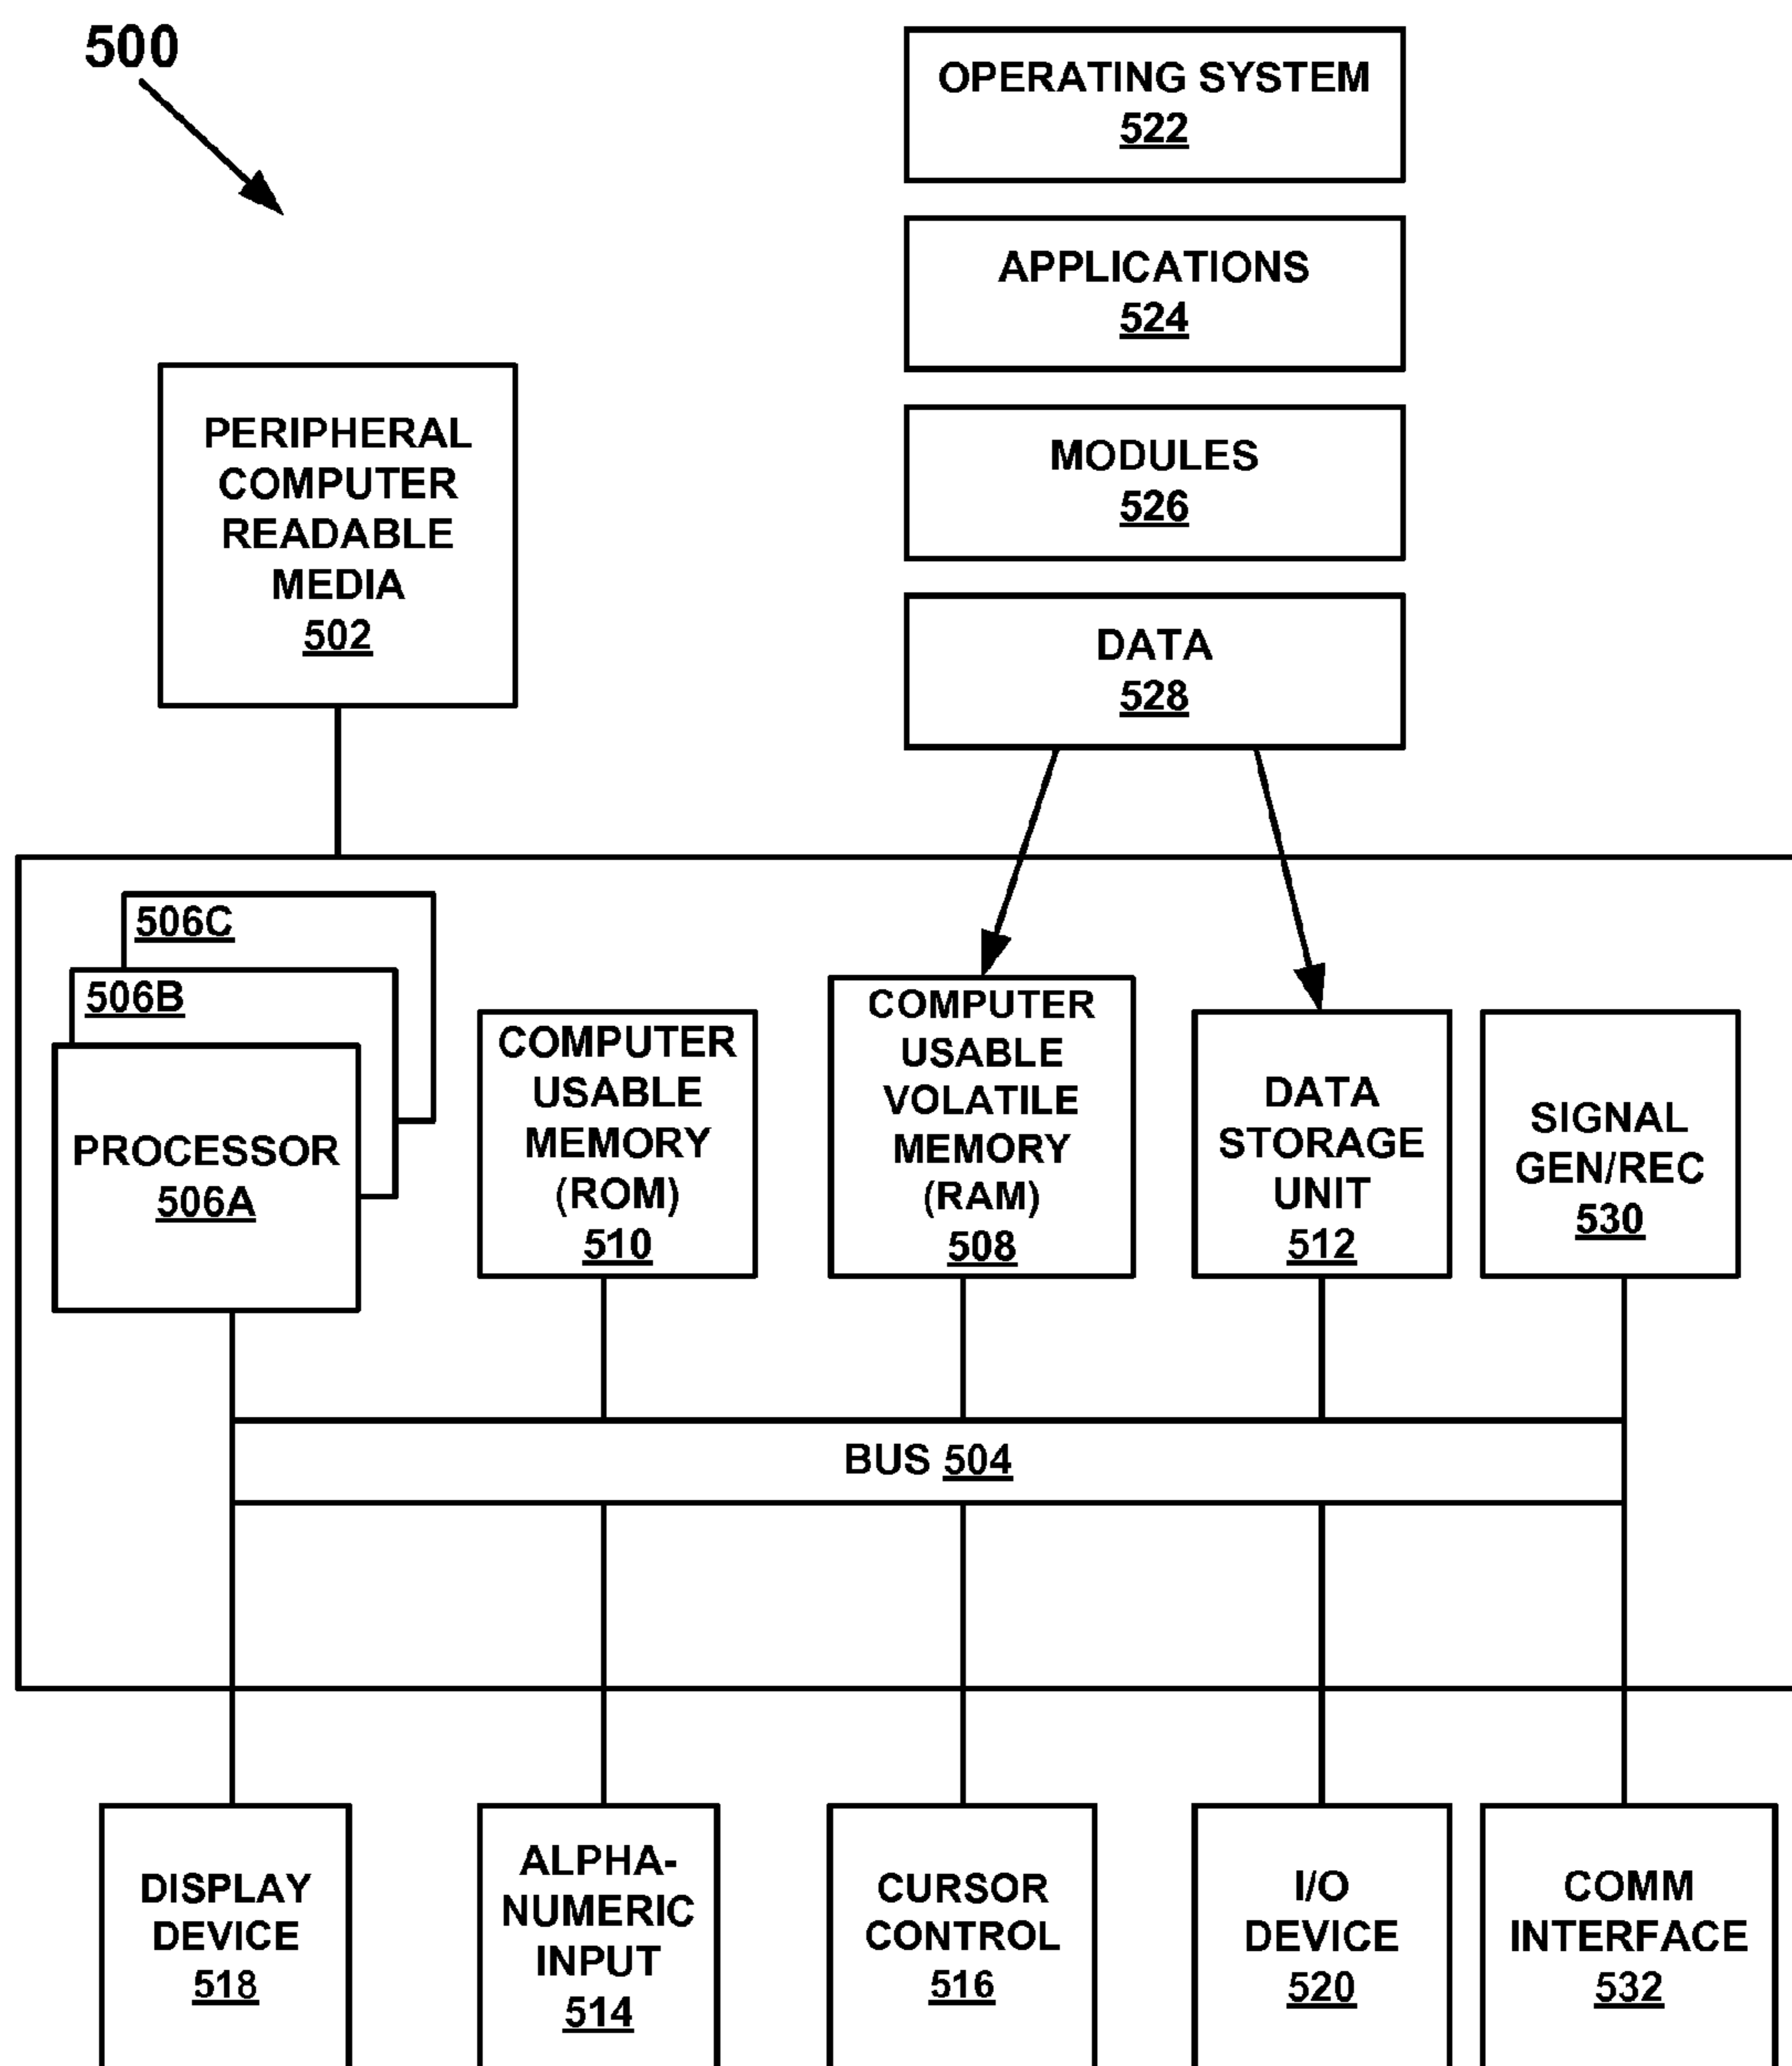 500
OPERATING SYSTEM
522
APPLICATIONS
524
MODULES
526
DATA
528
PERIPHERAL
COMPUTER
READABLE
MEDIA
502
506C
506B
PROCESSOR
506A
COMPUTER
USABLE
MEMORY
(ROM)
510
COMPUTER
USABLE
VOLATILE
MEMORY
(RAM)
508
DATA
STORAGE
UNIT
512
SIGNAL
GEN/REC
530
BUS 504
DISPLAY
DEVICE
518
ALPHA-
NUMERIC
INPUT
514
CURSOR
CONTROL
516
I/O
DEVICE
520
COMM
INTERFACE
532